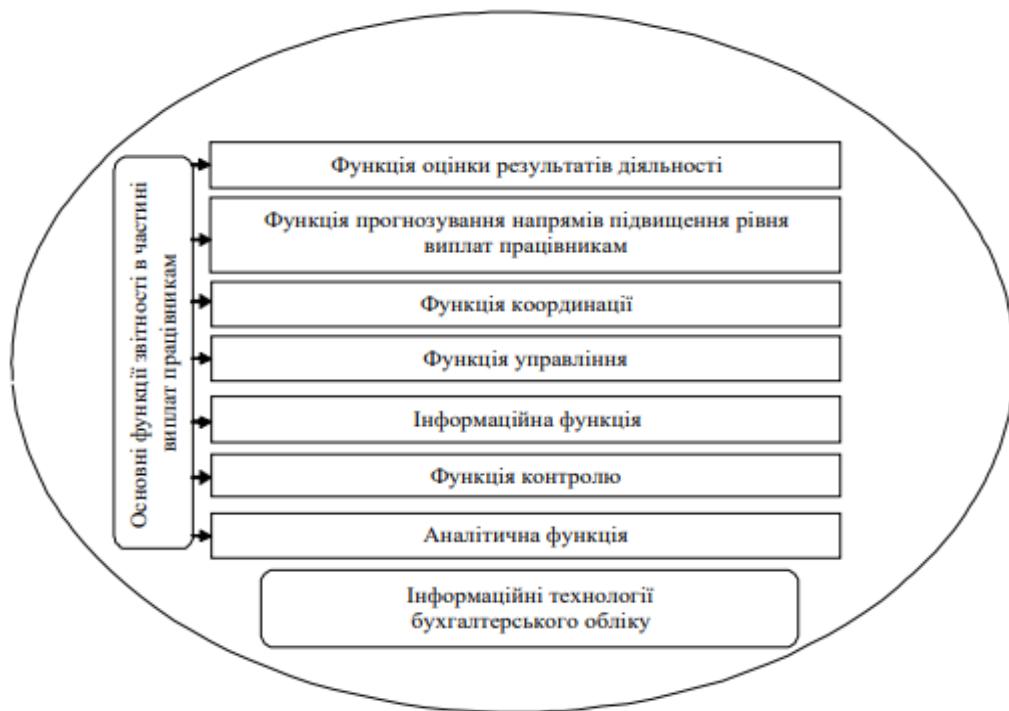 Основні функції звітності в частині
виплат працівникам
Функція оцінки результатів діяльності
Функція прогнозування напрямів підвищення рівня
виплат працівникам
Функція координації
Функція управління
Інформаційна функція
Функція контролю
Аналітична функція
Інформаційні технології
бухгалтерського обліку